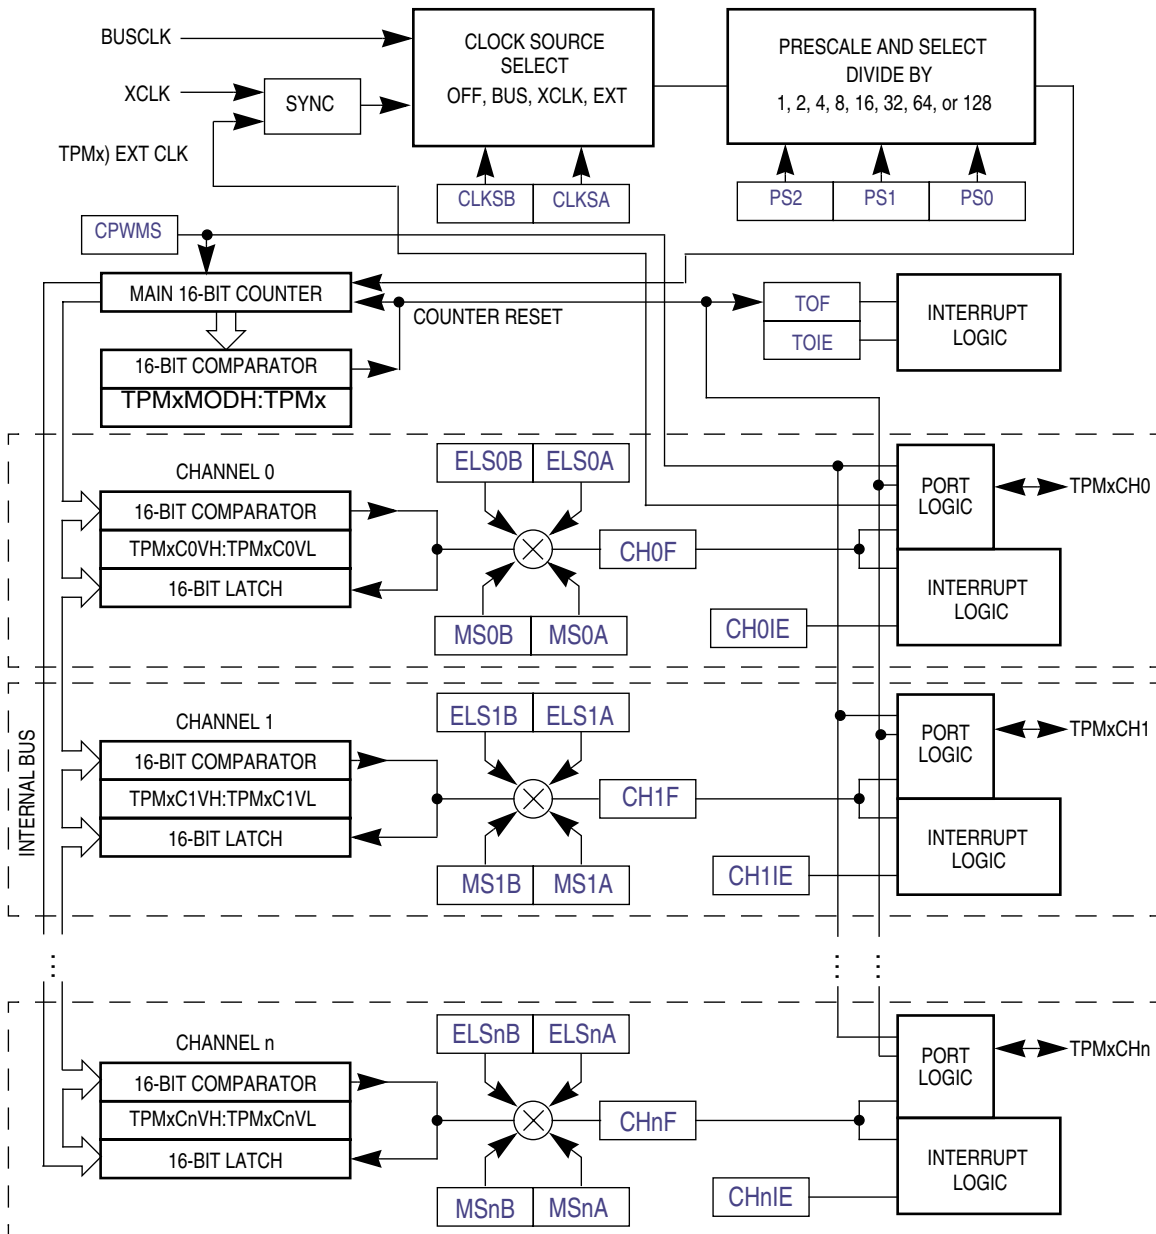 BUSCLK
CLOCK SOURCE
SELECT
OFF, BUS, XCLK, EXT
PRESCALE AND SELECT
DIVIDE BY
1, 2, 4, 8, 16, 32, 64, or 128
XCLK
SYNC
TPMx) EXT CLK
CLKSB
CLKSA
PS2
PS1
PS0
CPWMS
MAIN 16-BIT COUNTER
COUNTER RESET
TOF
TOIE
INTERRUPT
LOGIC
16-BIT COMPARATOR
TPMxMODH:TPMx
CHANNEL 0
ELS0B
ELS0A
16-BIT COMPARATOR
TPMxC0VH:TPMxC0VL
16-BIT LATCH
CH0F
PORT
LOGIC
TPMxCH0
INTERRUPT
LOGIC
MS0B
MS0A
CH0IE
INTERNAL BUS
CHANNEL 1
ELS1B
ELS1A
16-BIT COMPARATOR
TPMxC1VH:TPMxC1VL
16-BIT LATCH
CH1F
PORT
LOGIC
TPMxCH1
INTERRUPT
LOGIC
MS1B
MS1A
CH1IE
...
...
...
CHANNEL n
ELSnB
ELSnA
16-BIT COMPARATOR
TPMxCnVH:TPMxCnVL
16-BIT LATCH
CHnF
PORT
LOGIC
TPMxCHn
INTERRUPT
LOGIC
MSnB
MSnA
CHnIE